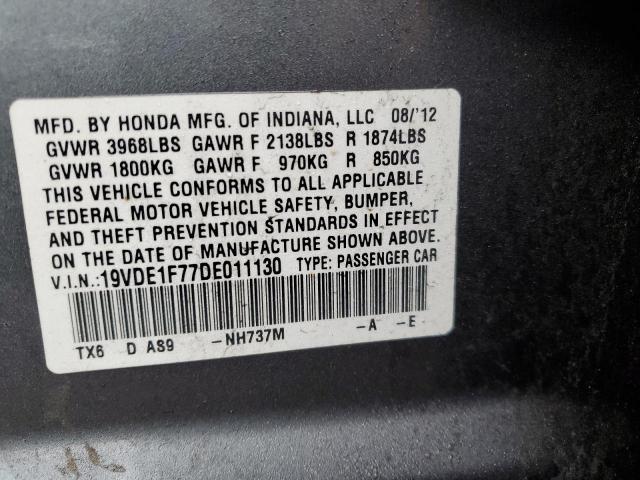 MFD. BY HONDA MFG. OF INDIANA, LLC 08/'12
GVWR 3968LBS GAWR F 2138LBS R 1874LBS
GVWR 1800KG GAWR F 970KG R 850KG
THIS VEHICLE CONFORMS TO ALL APPLICABLE
FEDERAL MOTOR VEHICLE SAFETY, BUMPER,
AND THEFT PREVENTION STANDARDS IN EFFECT
ON THE DATE OF MANUFACTURE SHOWN ABOVE.
V.I.N.:19VDE1F77DE011130 TYPE: PASSENGER CAR
TX6 D AS9 -NH737M -A -E